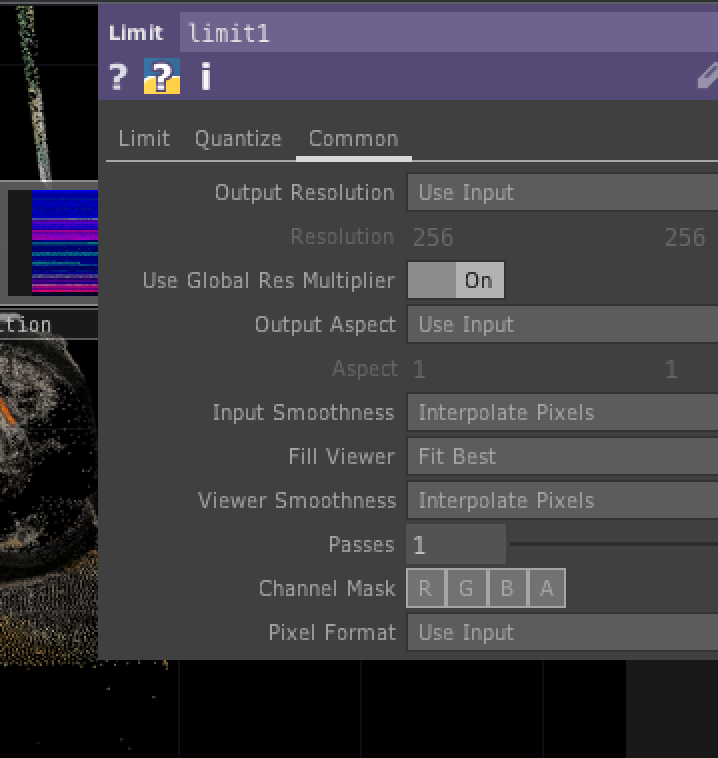 Limit limit1
? ? i
Limit Quantize Common
Output Resolution Use Input
Resolution 256 256
Use Global Res Multiplier On
Output Aspect Use Input
Aspect 1 1
Input Smoothness Interpolate Pixels
Fill Viewer Fit Best
Viewer Smoothness Interpolate Pixels
Passes 1
Channel Mask R G B A
Pixel Format Use Input